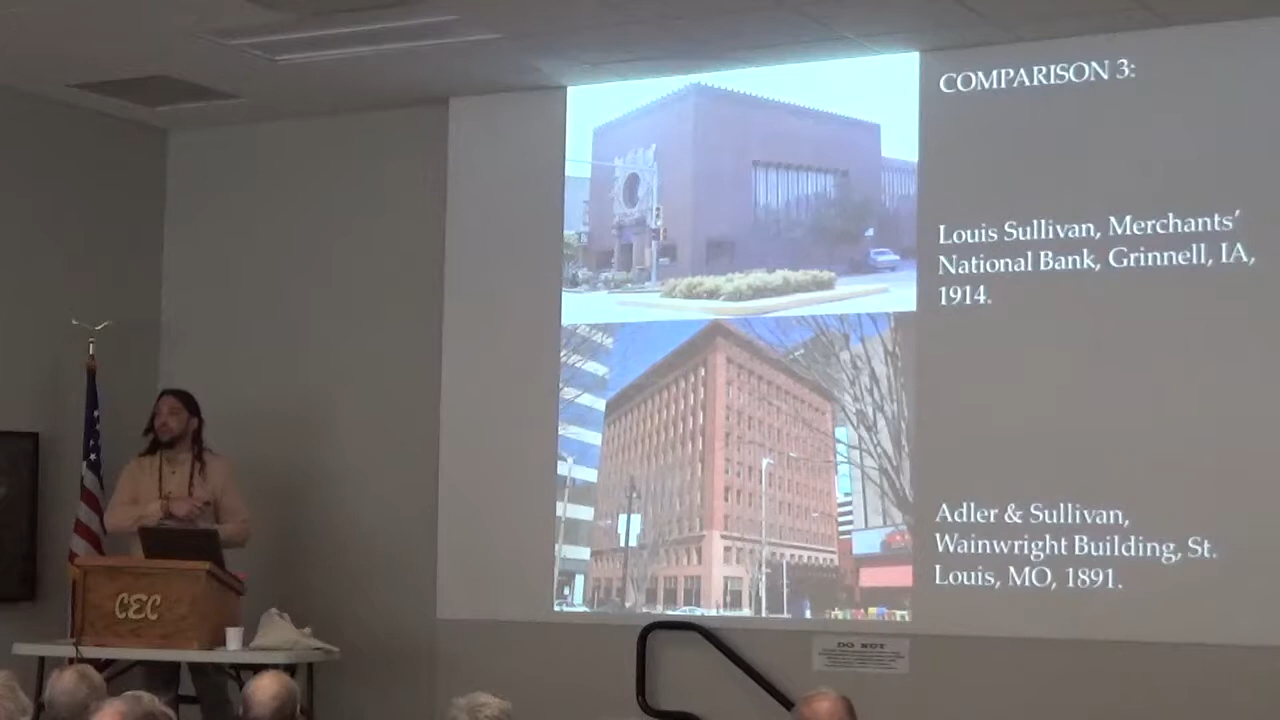 COMPARISON 3:
Louis Sullivan, Merchants'
National Bank, Grinnell, IA,
1914.
Adler & Sullivan,
Wainwright Building, St.
Louis, MO, 1891.
CEC
DO NOT